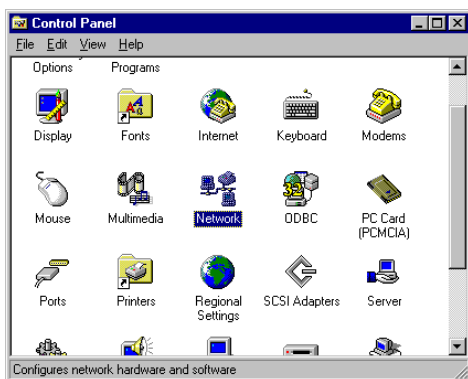 Control Panel
File Edit View Help
Options Programs
Display Fonts Internet Keyboard Modems
Mouse Multimedia Network ODBC PC Card
(PCMCIA)
Ports Printers Regional
Settings SCSI Adapters Server
Configures network hardware and software